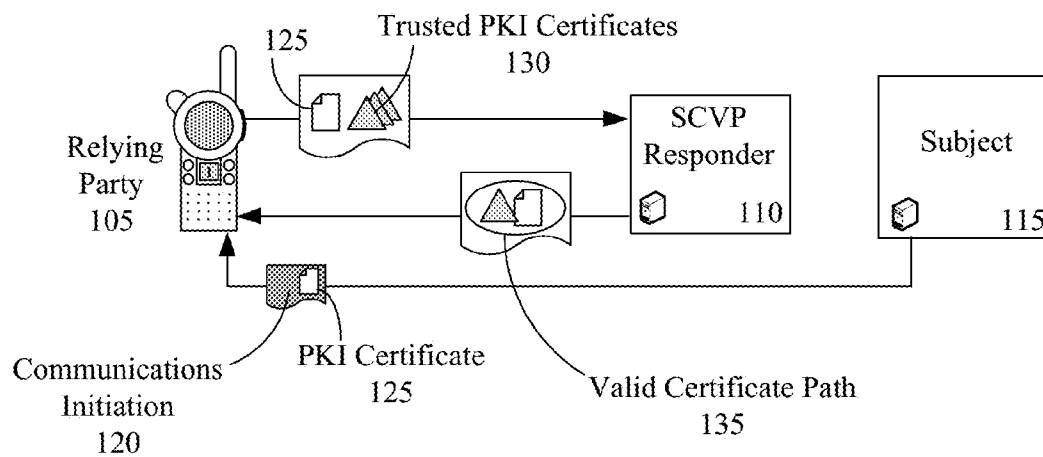 125
Trusted PKI Certificates
130
Relying
Party
105
SCVP
Responder
110
Subject
115
Communications
Initiation
120
PKI Certificate
125
Valid Certificate Path
135